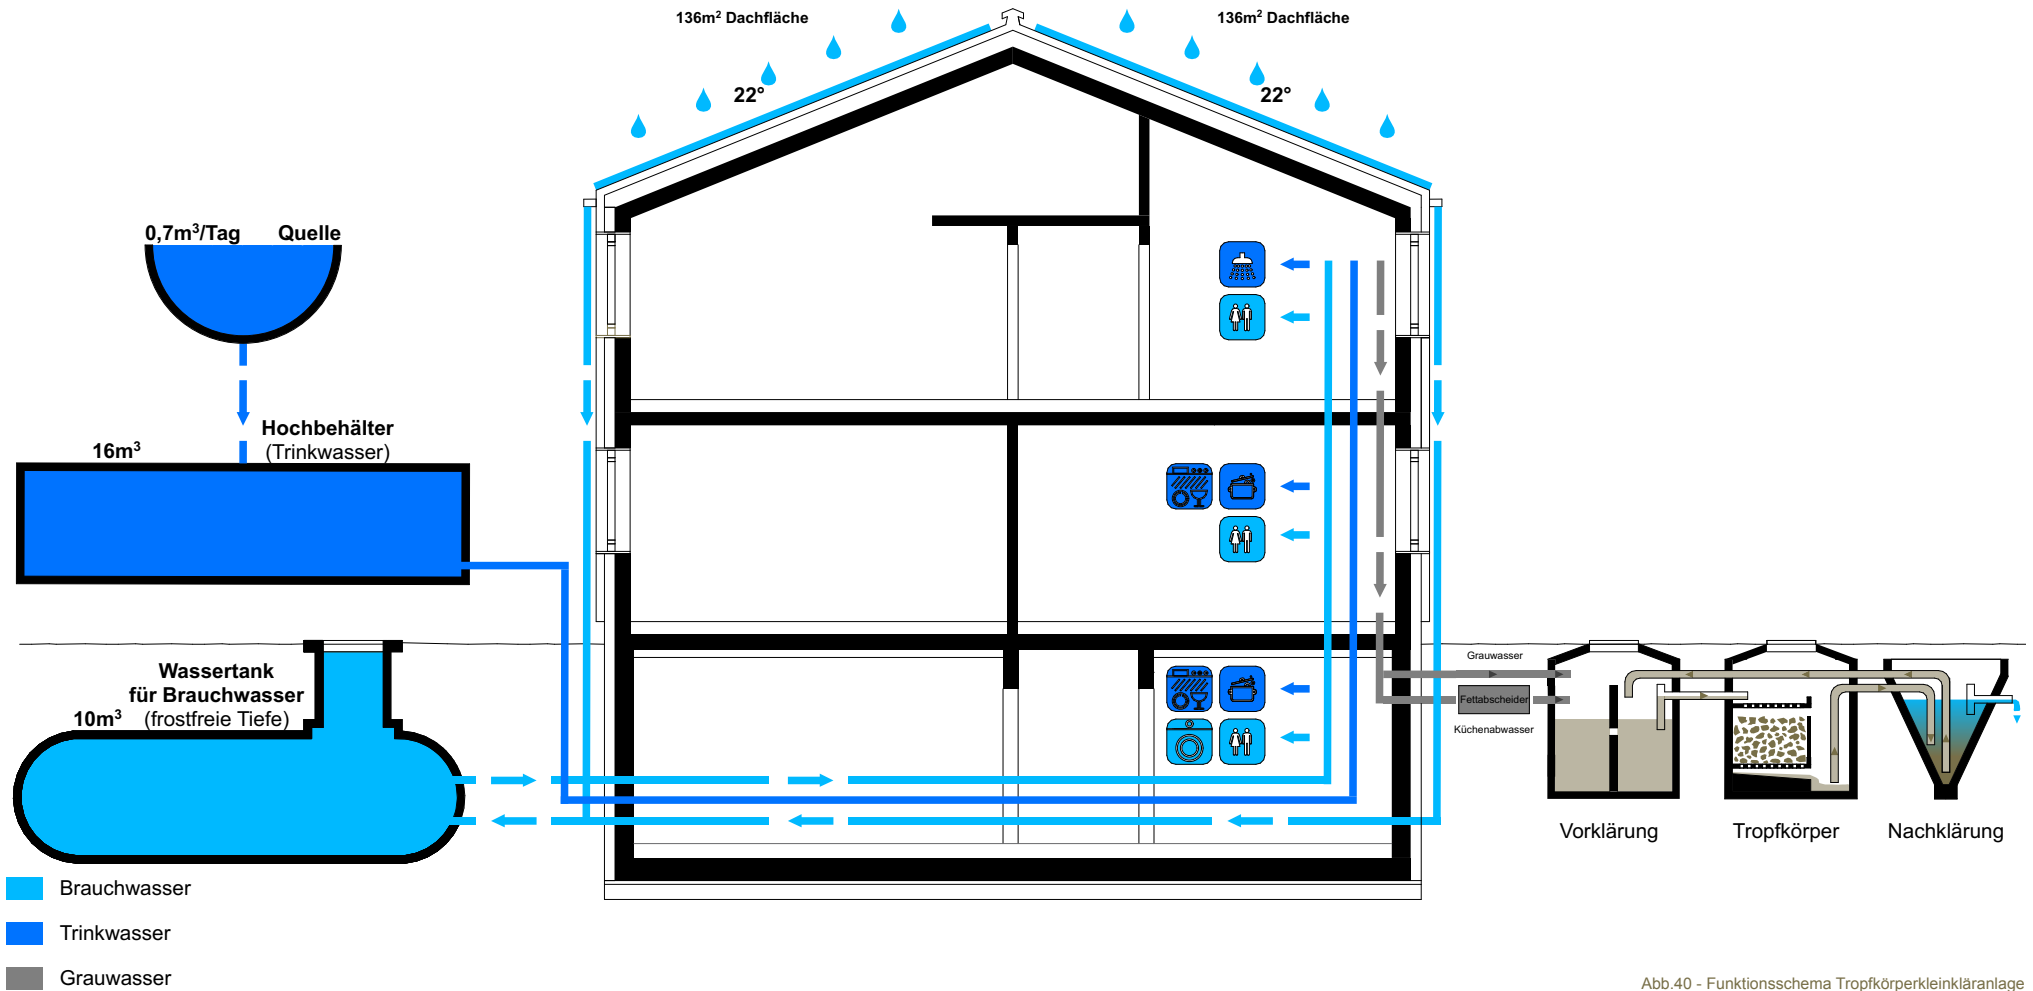 136m² Dachfläche
136m² Dachfläche
22°
22°
0,7m³/Tag Quelle
Hochbehälter
(Trinkwasser)
16m³
Wassertank
für Brauchwasser
(frostfreie Tiefe)
10m³
Grauwasser
Fettabscheider
Küchenabwasser
Vorklärung
Tropfkörper
Nachklärung
Brauchwasser
Trinkwasser
Grauwasser
Abb.40 - Funktionsschema Tropfkörperkleinkläranlage